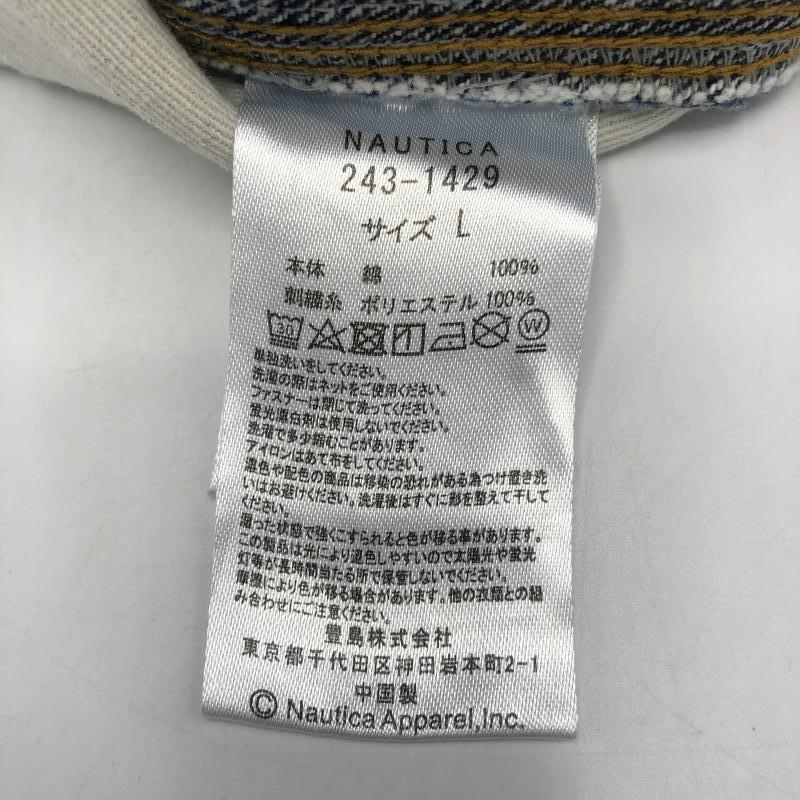 NAUTICA
243-1429
サイズ L
本体 綿 100%
刺繍糸 ポリエステル 100%
30 W
単独洗いをしてください。
洗濯の際はネットをご使用ください。
ファスナーは閉じて洗ってください。
蛍光漂白剤は使用しないでください。
洗濯で多少縮むことがあります。
アイロンはあて布をしてください。
濃色や配色の商品は移染の恐れがある為つけ置き洗
いはお避けください。洗濯後はすぐに形を整えて干して
ください。
湿った状態で強くこすられると色が移る事があります。
この製品は光により退色しやすいので太陽光や蛍光
灯等が長時間当たる所で保管しないでください。
摩擦により色が移る場合があります。他の衣類との組
み合わせにご注意ください。
豊島株式会社
東京都千代田区神田岩本町2-1
中国製
© Nautica Apparel,Inc.